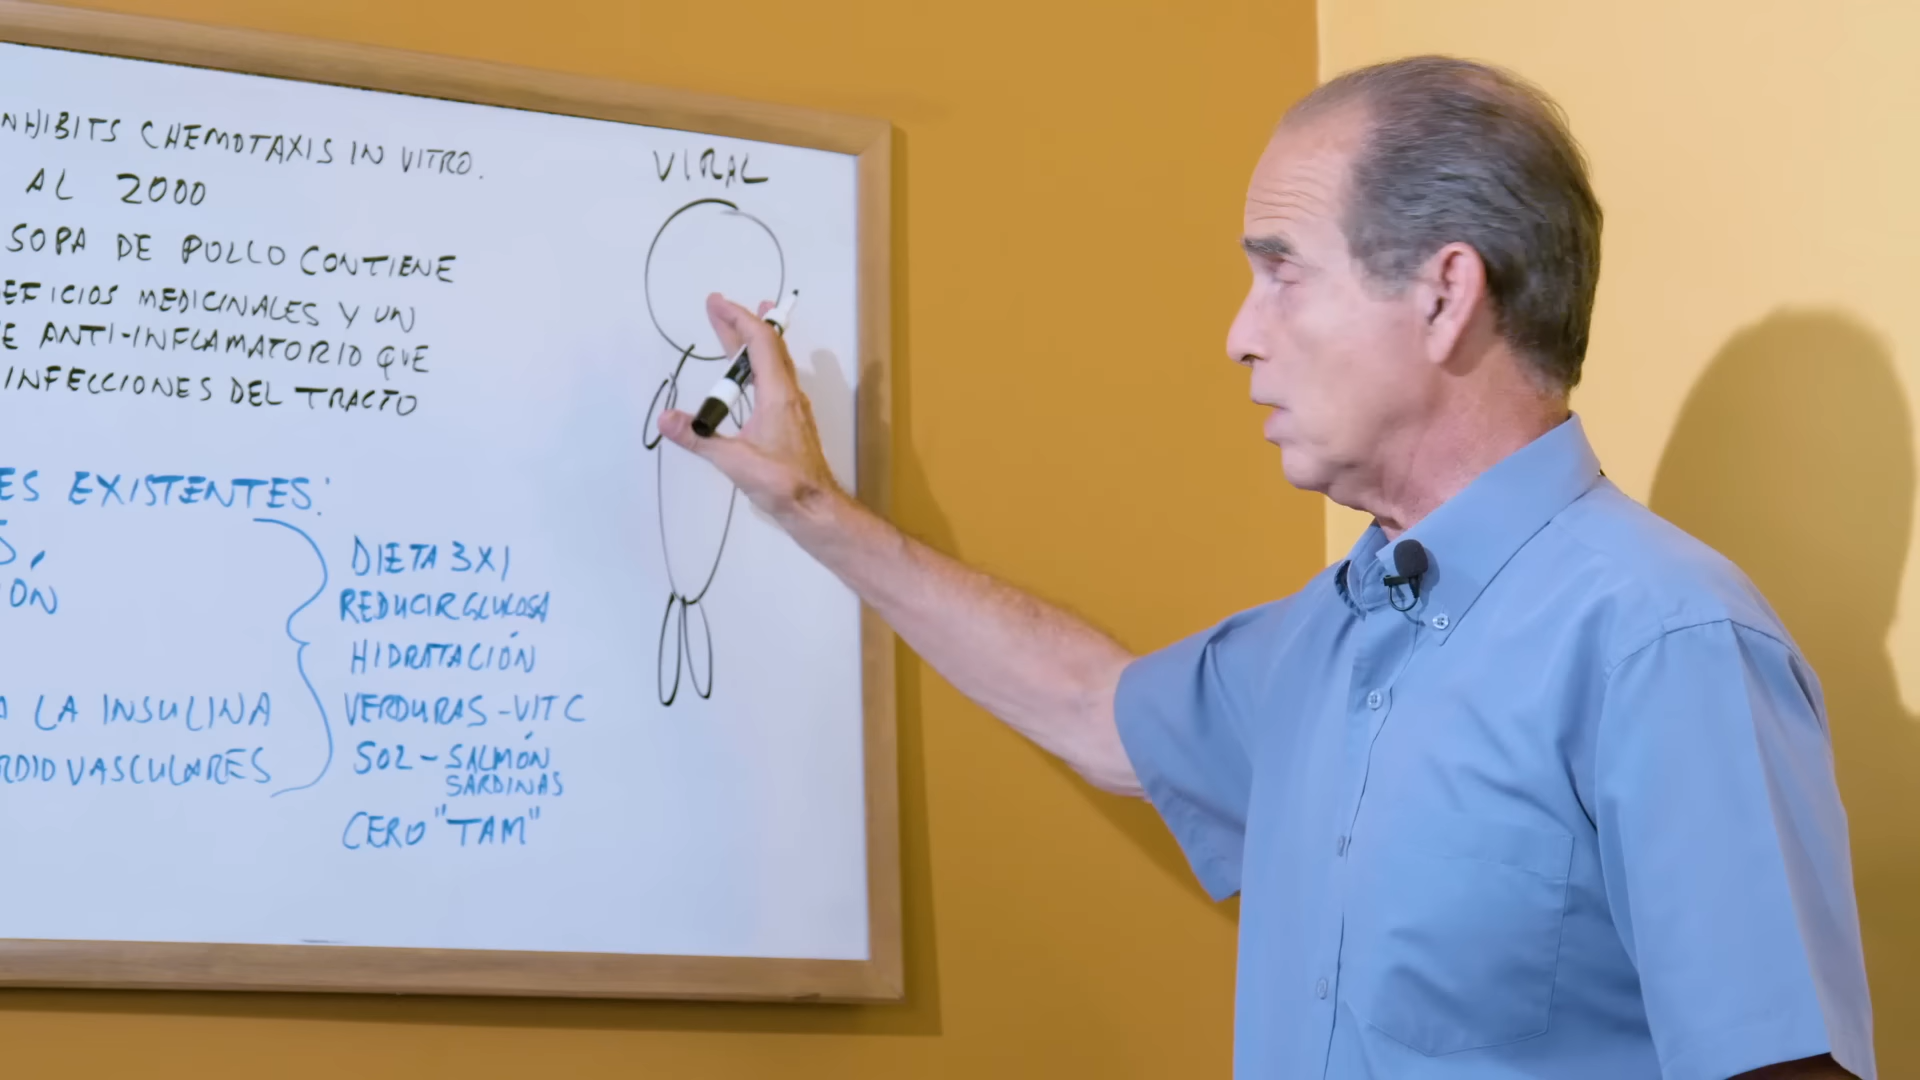 NHIBITS CHEMOTAXIS IN VITRO.
AL 2000
SOPA DE POLLO CONTIENE
EFICIOS MEDICINALES Y UN
E ANTI-INFLAMATORIO QUE
INFECCIONES DEL TRACTO
VIRAL
ES EXISTENTES:
S,
IÓN
A LA INSULINA
RDIOVASCULARES
DIETA 3X1
REDUCIR GLUCOSA
HIDRATACIÓN
VERDURAS - VIT C
SOL - SALMÓN
SARDINAS
CERO "TAM"